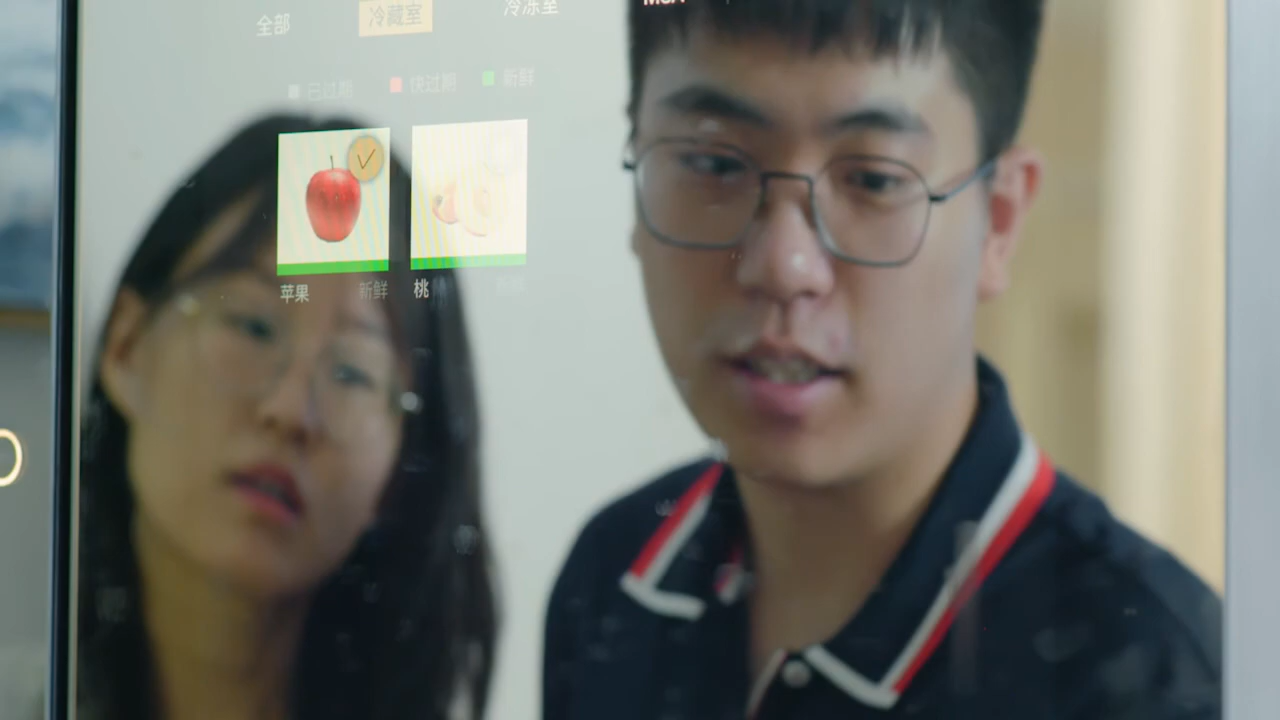 全部 冷藏室 冷冻室
已过期 快过期 新鲜
苹果 新鲜 桃